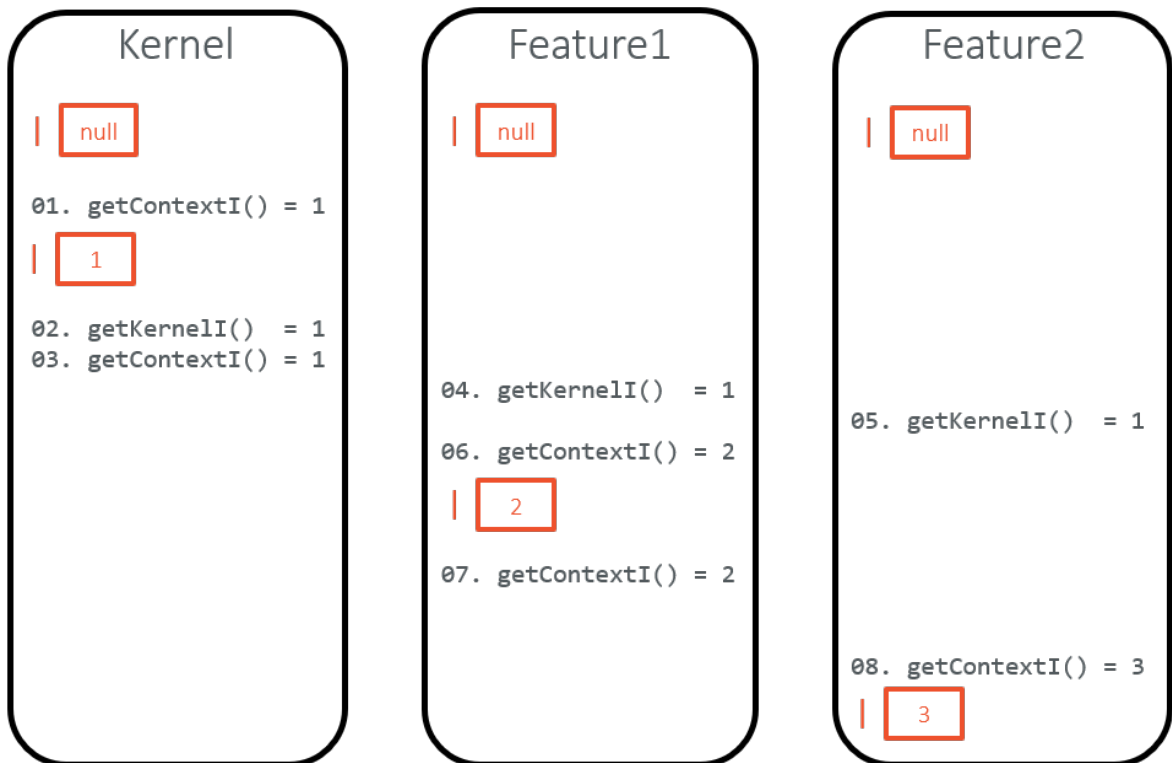 Kernel
| null
01. getContextI() = 1
| 1
02. getKernelI() = 1
03. getContextI() = 1
Feature1
| null
04. getKernelI() = 1
06. getContextI() = 2
| 2
07. getContextI() = 2
Feature2
| null
05. getKernelI() = 1
08. getContextI() = 3
| 3